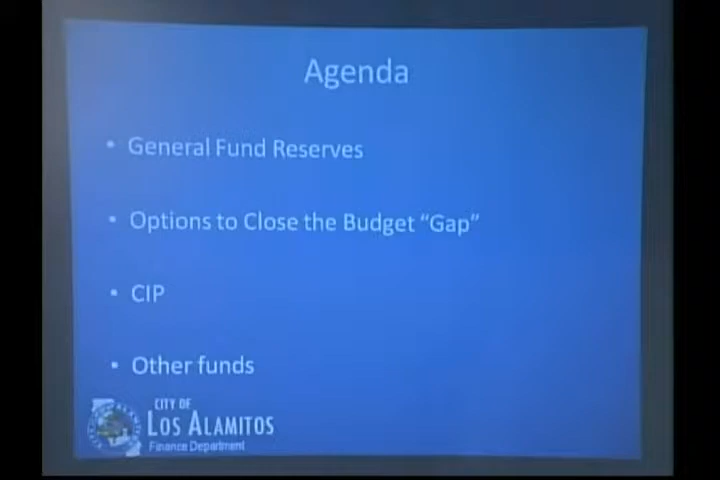 Agenda
• General Fund Reserves
• Options to Close the Budget “Gap”
• CIP
• Other funds
CITY OF
LOS ALAMITOS
Finance Department